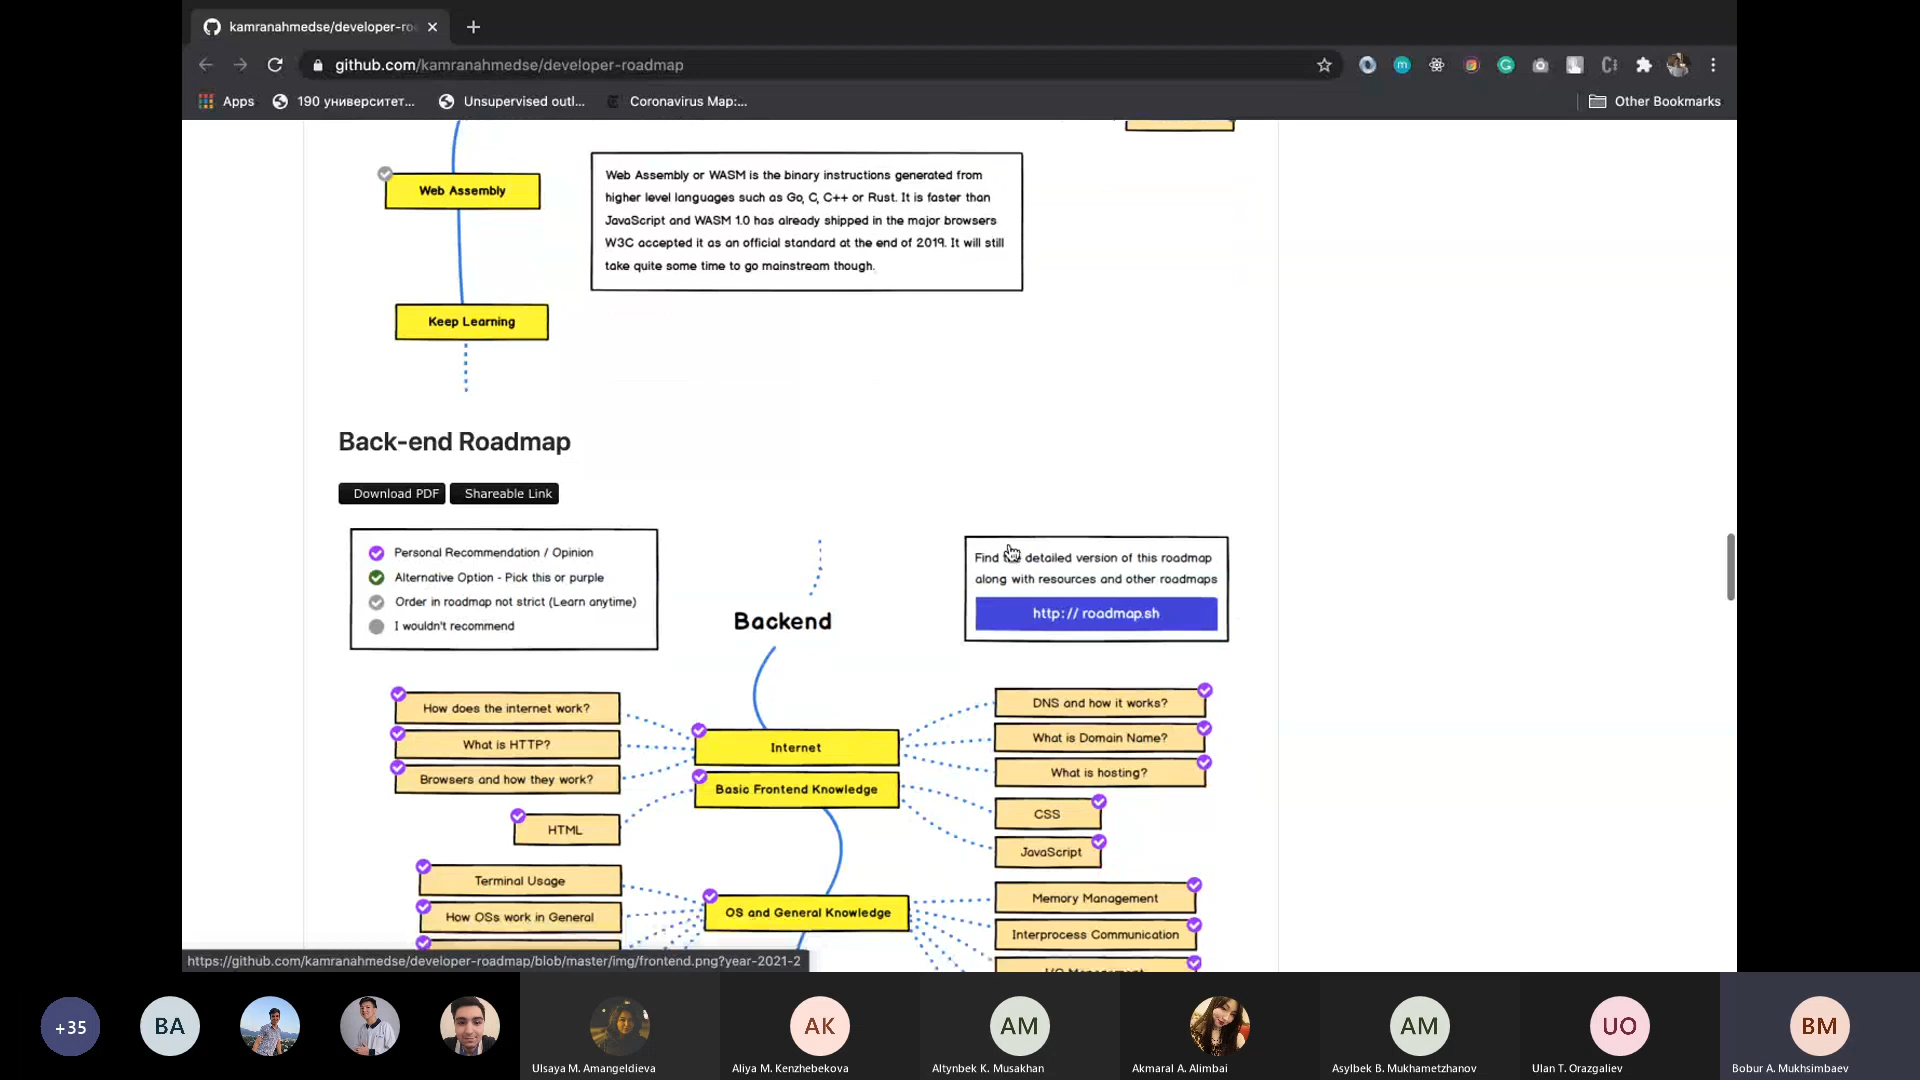 kamranahmedse/developer-ro
github.com/kamranahmedse/developer-roadmap
Apps
190 университет...
Unsupervised outl...
Coronavirus Map:...
Other Bookmarks
Web Assembly
Web Assembly or WASM is the binary instructions generated from
higher level languages such as Go, C, C++ or Rust. It is faster than
JavaScript and WASM 1.0 has already shipped in the major browsers
W3C accepted it as an official standard at the end of 2019. It will still
take quite some time to go mainstream though.
Keep Learning
Back-end Roadmap
Download PDF
Shareable Link
Personal Recommendation / Opinion
Alternative Option - Pick this or purple
Order in roadmap not strict (Learn anytime)
I wouldn't recommend
Backend
Find detailed version of this roadmap
along with resources and other roadmaps
http:// roadmap.sh
How does the internet work?
What is HTTP?
Browsers and how they work?
Internet
Basic Frontend Knowledge
DNS and how it works?
What is Domain Name?
What is hosting?
HTML
CSS
JavaScript
Terminal Usage
How OSs work in General
OS and General Knowledge
Memory Management
Interprocess Communication
https://github.com/kamranahmedse/developer-roadmap/blob/master/img/frontend.png?year-2021-2
+35
BA
AK
AM
AM
UO
BM
Ulsaya M. Amangeldieva
Aliya M. Kenzhebekova
Altynbek K. Musakhan
Akmaral A. Alimbai
Asylbek B. Mukhametzhanov
Ulan T. Orazgaliev
Bobur A. Mukhsimbaev